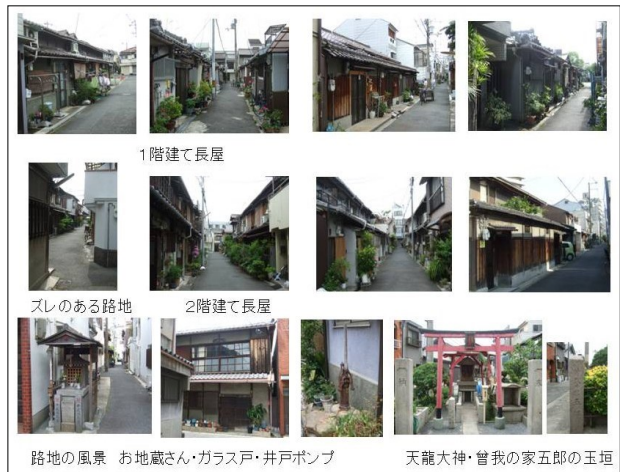 1階建て長屋
ズレのある路地 2階建て長屋
路地の風景 お地蔵さん・ガラス戸・井戸ポンプ 天龍大神・曾我の家五郎の玉垣